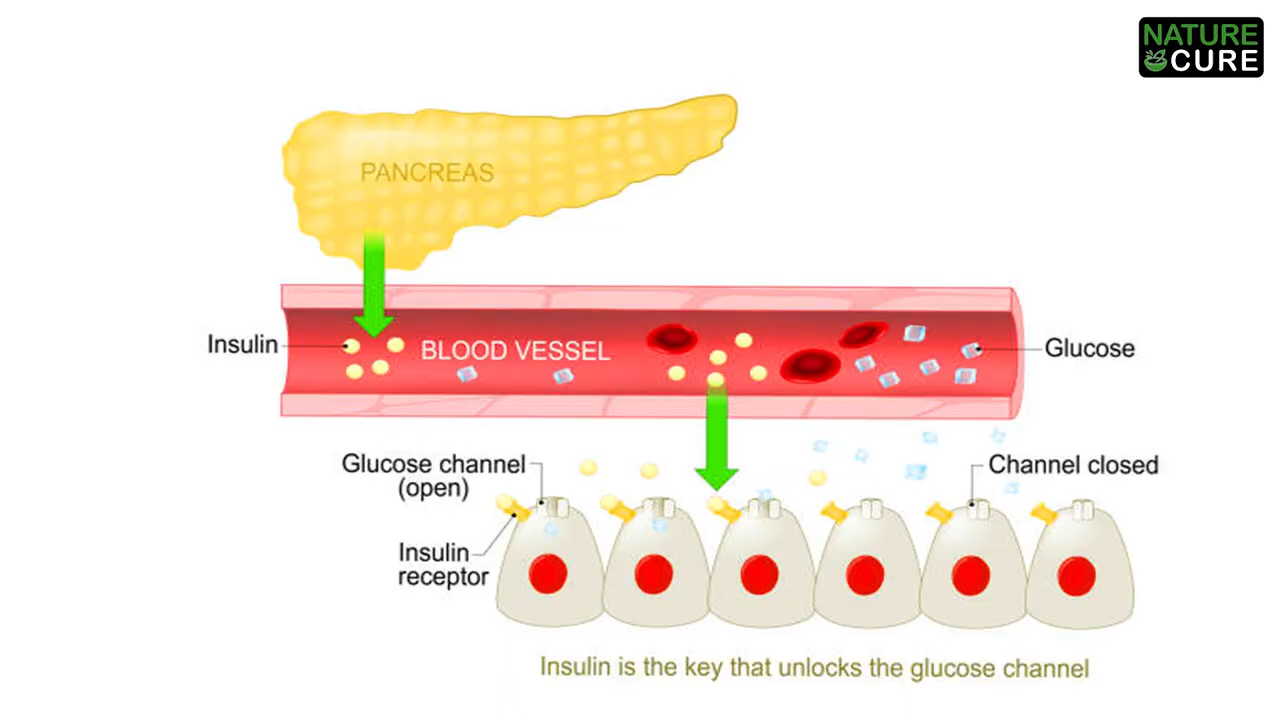 NATURE
CURE
PANCREAS
Insulin
BLOOD VESSEL
Glucose
Glucose channel
(open)
Channel closed
Insulin
receptor
Insulin is the key that unlocks the glucose channel